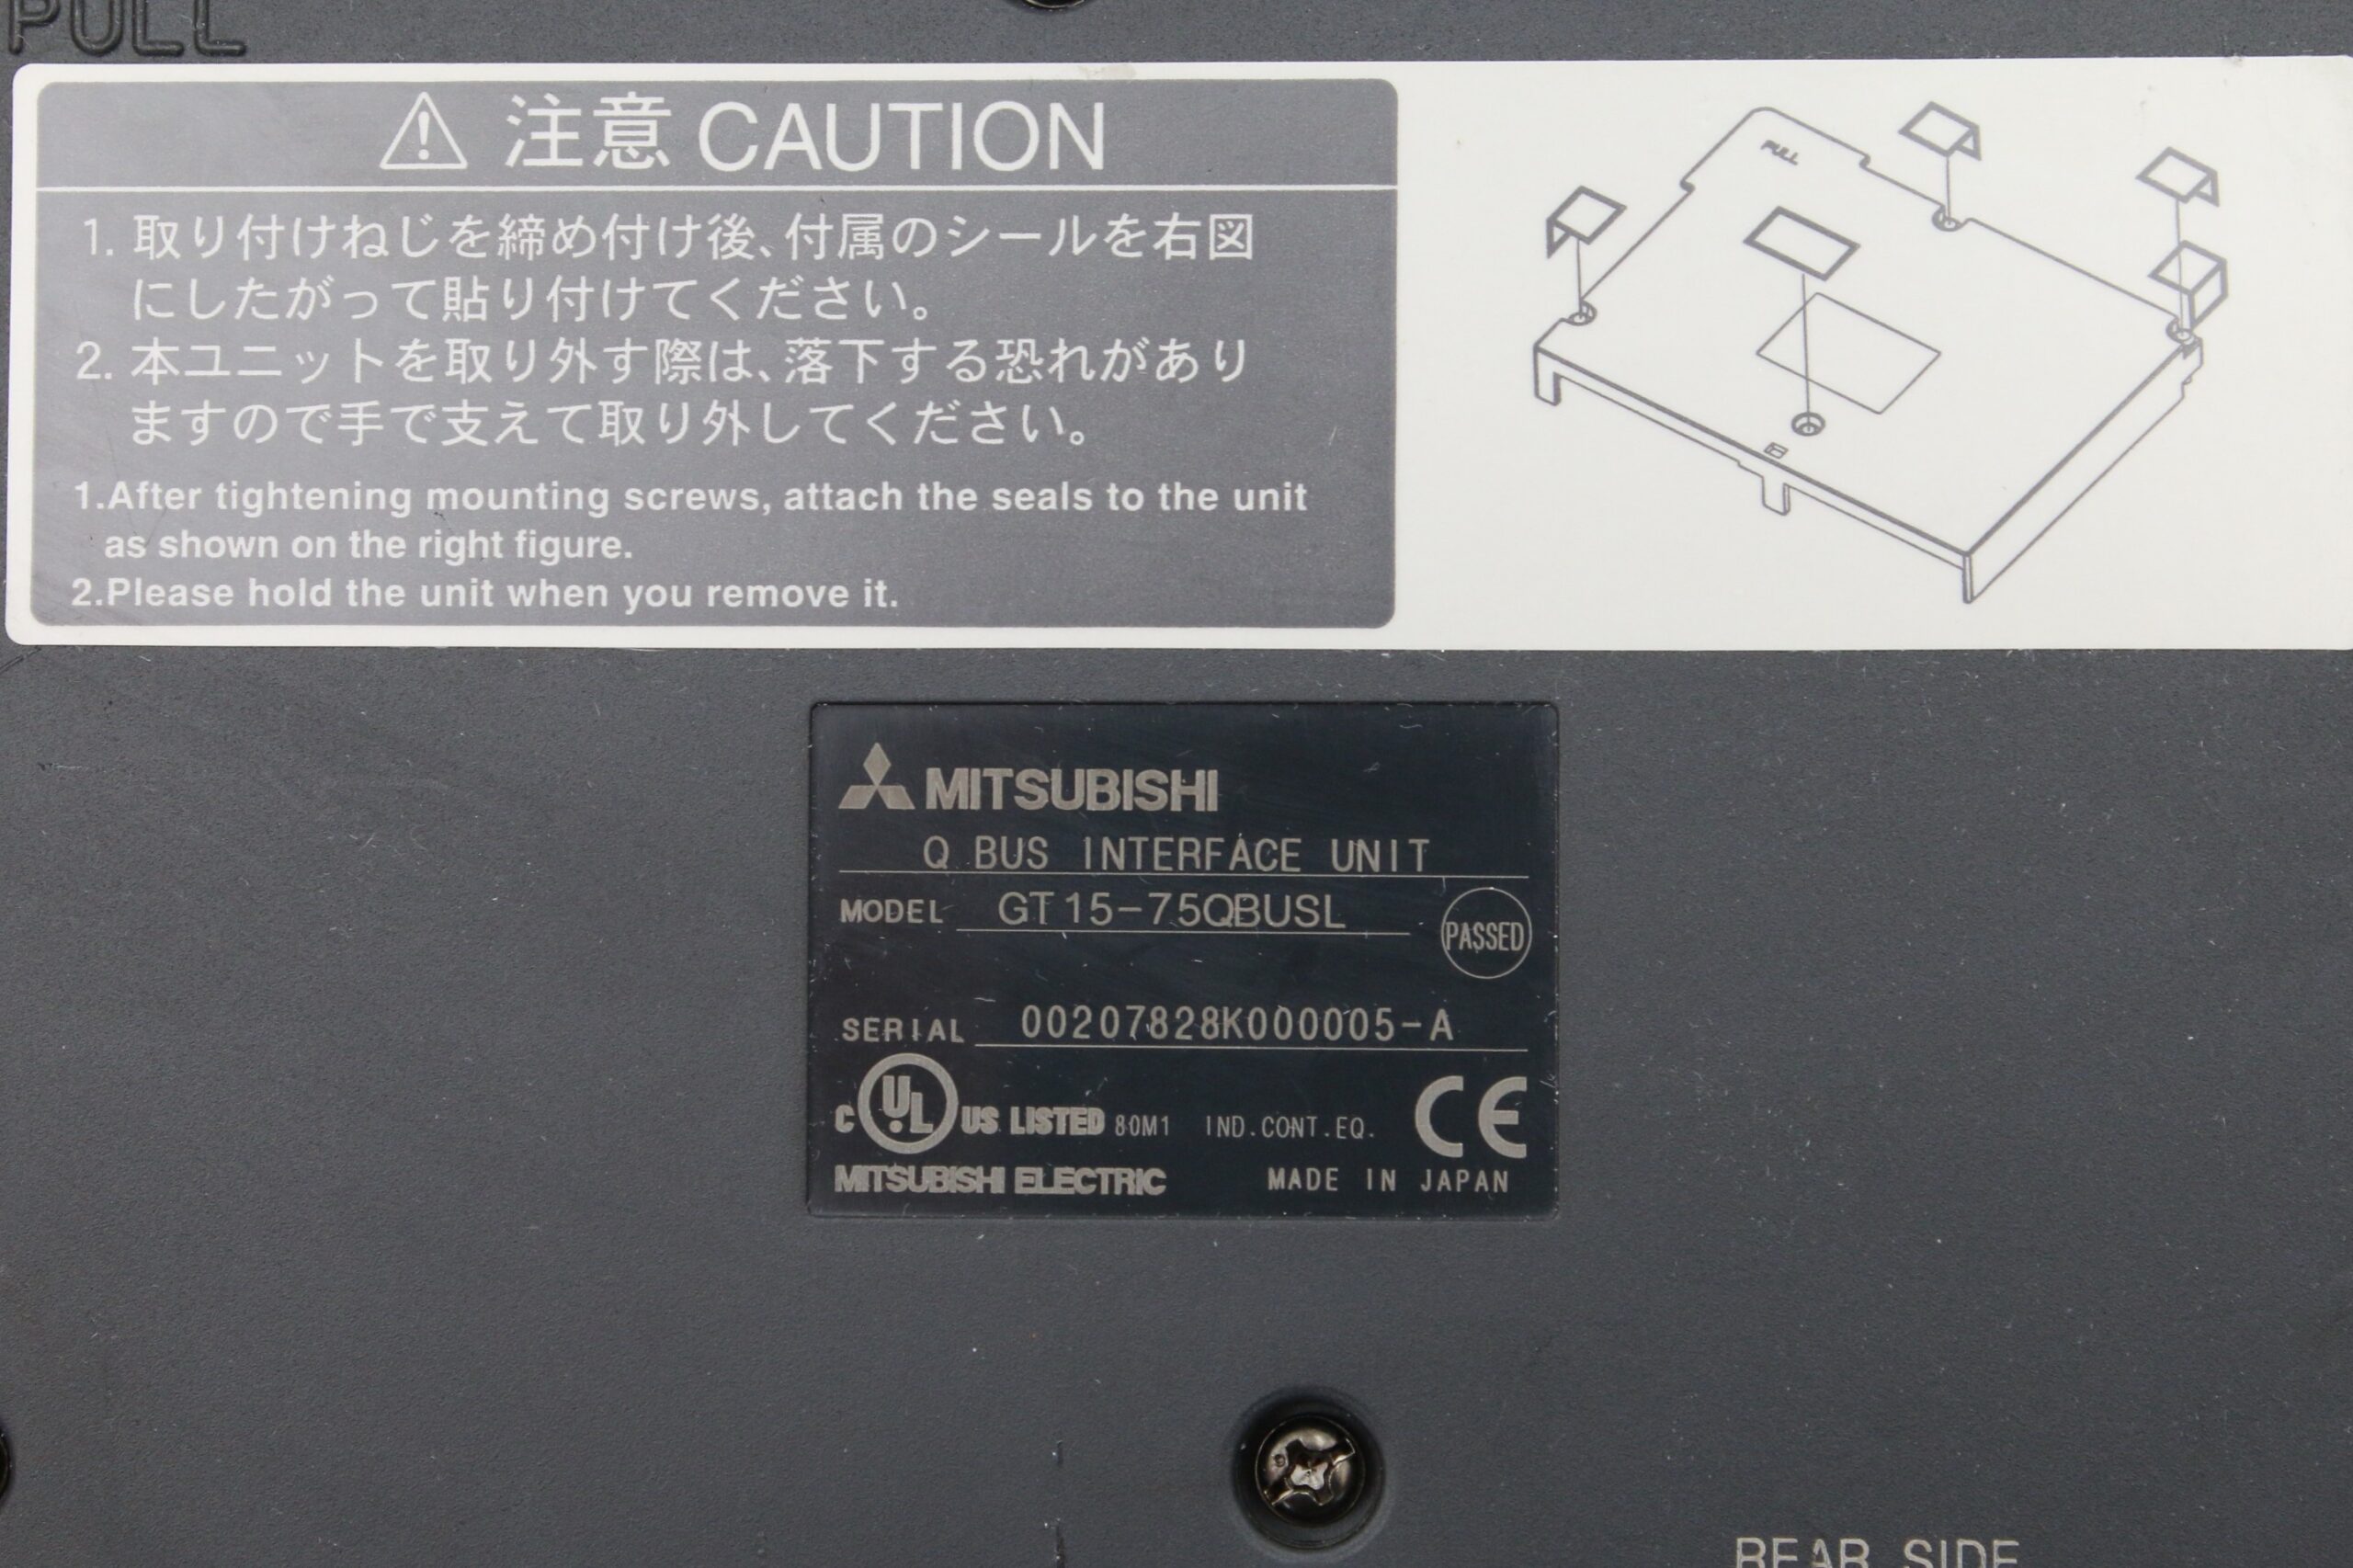 PULL
注意 CAUTION
1. 取り付けねじを締め付け後、付属のシールを右図
にしたがって貼り付けてください。
2. 本ユニットを取り外す際は、落下する恐れがあり
ますので手で支えて取り外してください。
1.After tightening mounting screws, attach the seals to the unit
as shown on the right figure.
2.Please hold the unit when you remove it.
PULL
MITSUBISHI
Q BUS INTERFACE UNIT
MODEL GT15-75QBUSL
PASSED
SERIAL 00207828K000005-A
C UL US LISTED 80M1 IND.CONT.EQ. CE
MITSUBISHI ELECTRIC MADE IN JAPAN
REAR SIDE